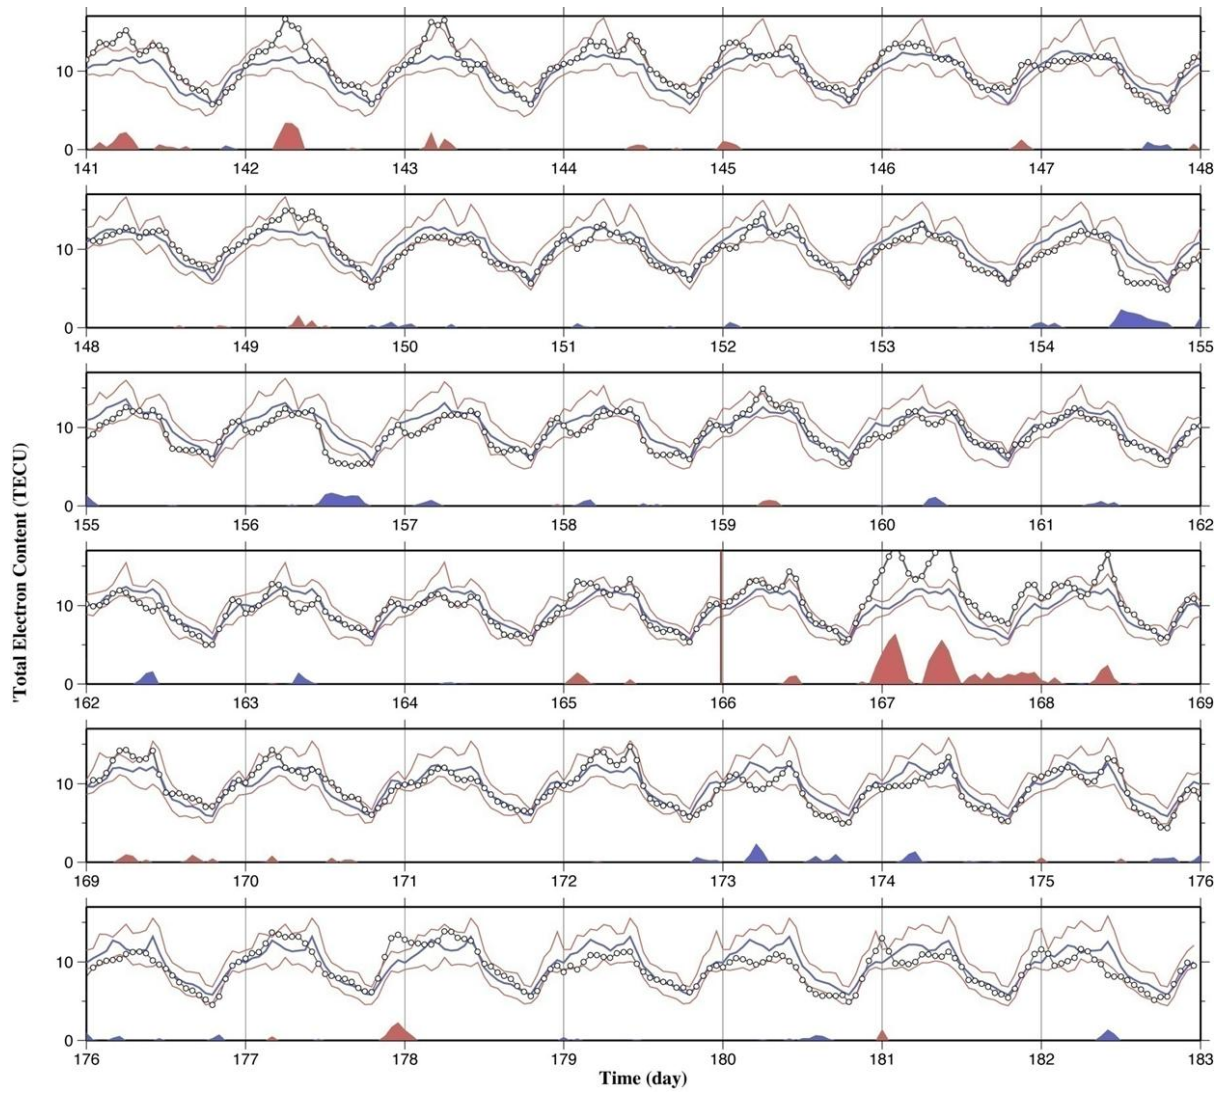 'Total Electron Content (TECU)
10
0
141 142 143 144 145 146 147 148
10
0
148 149 150 151 152 153 154 155
10
0
155 156 157 158 159 160 161 162
10
0
162 163 164 165 166 167 168 169
10
0
169 170 171 172 173 174 175 176
10
0
176 177 178 179 180 181 182 183
Time (day)